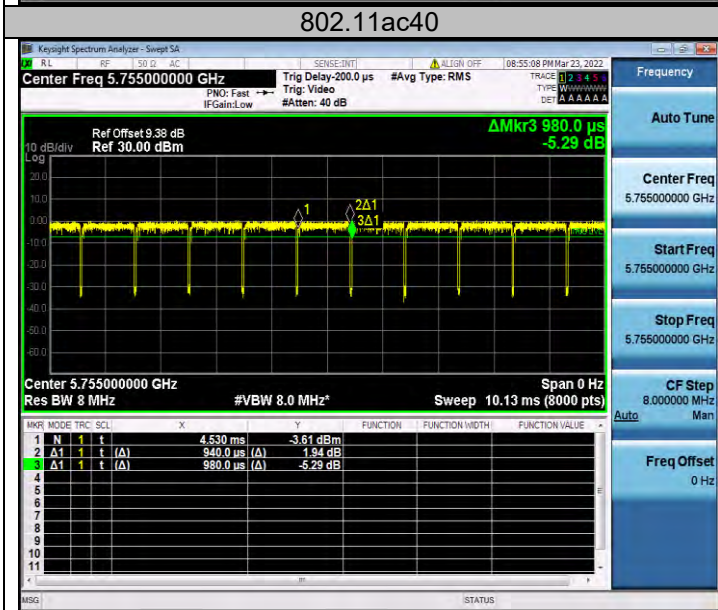 802.11ac40
Keysight Spectrum Analyzer - Swept SA
RL RF 50 Ω AC SENSE:INT ALIGN OFF 08:55:08 PM Mar 23, 2022
Center Freq 5.755000000 GHz Trig Delay-200.0 µs #Avg Type: RMS TRACE 1 2 3 4 5 6
PNO: Fast Trig: Video TYPE W
IFGain:Low #Atten: 40 dB DET A A A A A A
ΔMkr3 980.0 µs
-5.29 dB
Ref Offset 9.38 dB
10 dB/div Ref 30.00 dBm
Log
20.0
10.0
0.00
-10.0
-20.0
-30.0
-40.0
-50.0
-60.0
1
2Δ1
3Δ1
Center 5.755000000 GHz Span 0 Hz
Res BW 8 MHz #VBW 8.0 MHz* Sweep 10.13 ms (8000 pts)
MKR MODE TRC SCL X Y FUNCTION FUNCTION WIDTH FUNCTION VALUE
1 N 1 t 4.530 ms -3.61 dBm
2 Δ1 1 t (Δ) 940.0 µs (Δ) 1.94 dB
3 Δ1 1 t (Δ) 980.0 µs (Δ) -5.29 dB
4
5
6
7
8
9
10
11
MSG STATUS
Frequency
Auto Tune
Center Freq
5.755000000 GHz
Start Freq
5.755000000 GHz
Stop Freq
5.755000000 GHz
CF Step
8.000000 MHz
Auto Man
Freq Offset
0 Hz